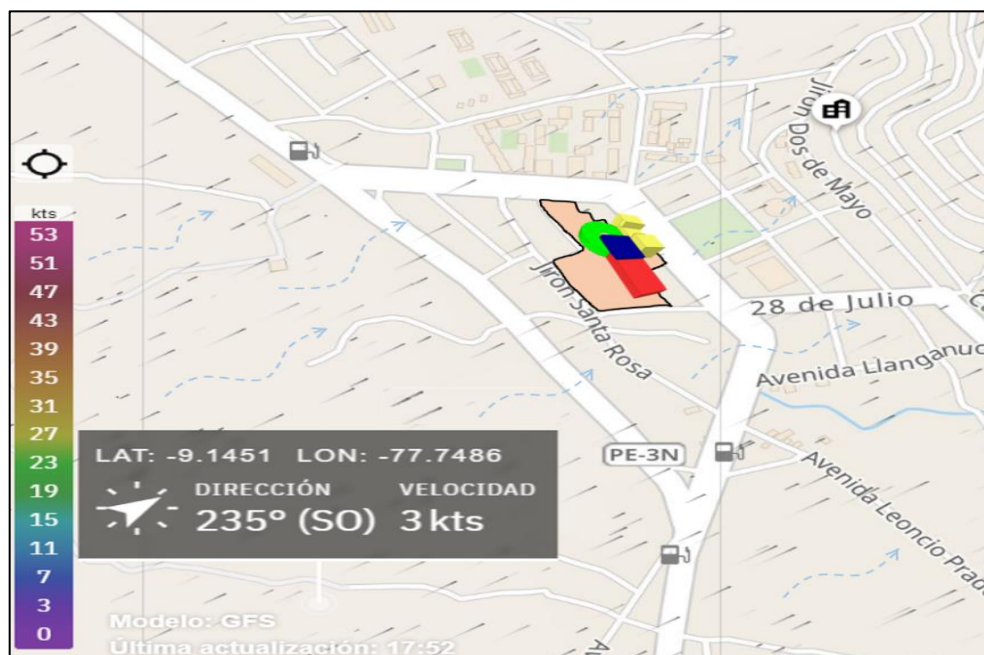 Jirón Dos de Mayo
kts
53
51
47
43
39
35
31
27
23
19
15
11
7
3
0
Jirón Santa Rosa
28 de Julio
Avenida Llanganuc
PE-3N
Avenida Leoncio Prado
LAT: -9.1451 LON: -77.7486
DIRECCIÓN VELOCIDAD
235º (SO) 3 kts
Modelo: GFS
Última actualización: 17:52